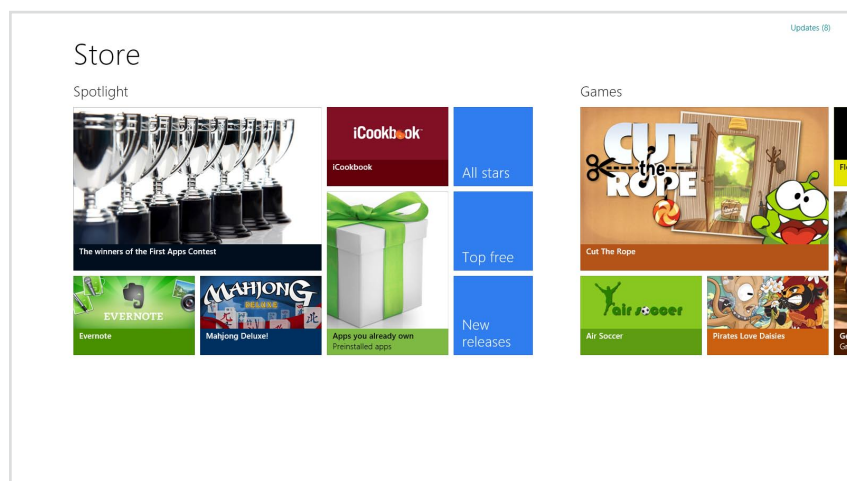 Updates (8)
Store
Spotlight
The winners of the First Apps Contest
iCookbook
iCookbook
All stars
Top free
New
releases
EVERNOTE
Evernote
MAHJONG
DELUXE
Mahjong Deluxe!
Apps you already own
Preinstalled apps
Games
CUT
the
ROPE
Cut The Rope
air soccer
Air Soccer
Pirates Love Daisies